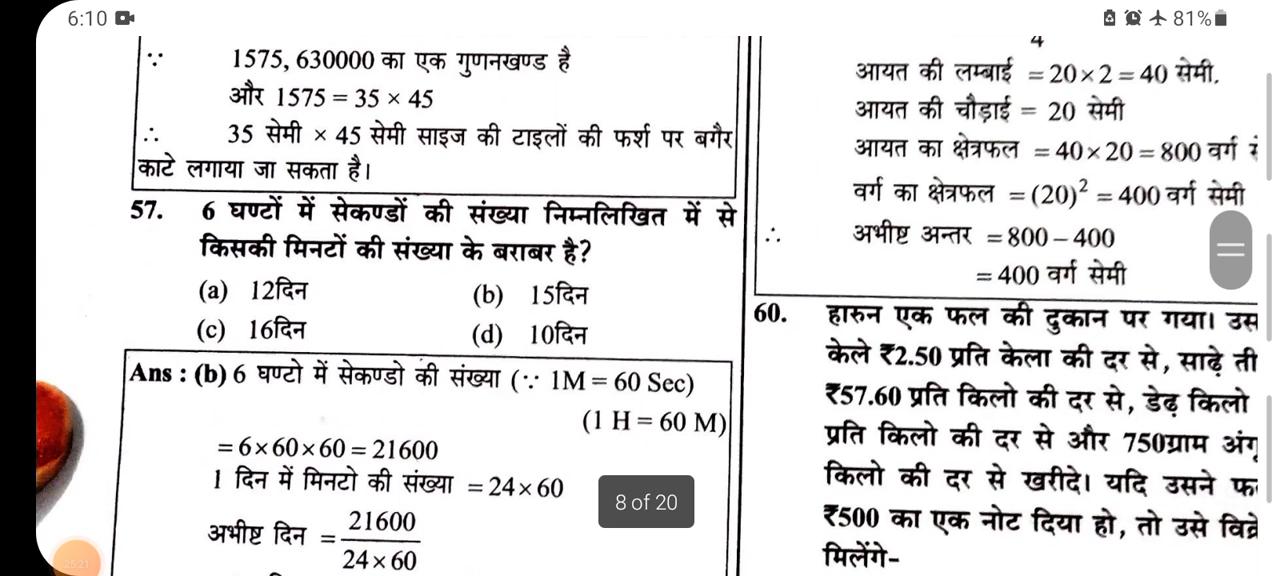 6:10
81%
∵ 1575, 630000 का एक गुणनखण्ड है
और 1575 = 35 × 45
∴ 35 सेमी × 45 सेमी साइज की टाइलों की फर्श पर बगैर
काटे लगाया जा सकता है।
57. 6 घण्टों में सेकण्डों की संख्या निम्नलिखित में से
किसकी मिनटों की संख्या के बराबर है?
(a) 12दिन (b) 15दिन
(c) 16दिन (d) 10दिन
Ans : (b) 6 घण्टो में सेकण्डो की संख्या (∵ 1M = 60 Sec)
(1 H = 60 M)
= 6×60×60 = 21600
1 दिन में मिनटो की संख्या = 24×60
अभीष्ट दिन = 21600
24×60
4
आयत की लम्बाई = 20×2 = 40 सेमी.
आयत की चौड़ाई = 20 सेमी
आयत का क्षेत्रफल = 40×20 = 800 वर्ग
वर्ग का क्षेत्रफल = (20)² = 400 वर्ग सेमी
∴ अभीष्ट अन्तर = 800 – 400
= 400 वर्ग सेमी
60. हारुन एक फल की दुकान पर गया। उस
केले ₹2.50 प्रति केला की दर से, साढ़े ती
₹57.60 प्रति किलो की दर से, डेढ़ किलो
प्रति किलो की दर से और 750ग्राम अंगू
किलो की दर से खरीदे। यदि उसने फ
₹500 का एक नोट दिया हो, तो उसे विक्रे
मिलेंगे-
8 of 20
25:21